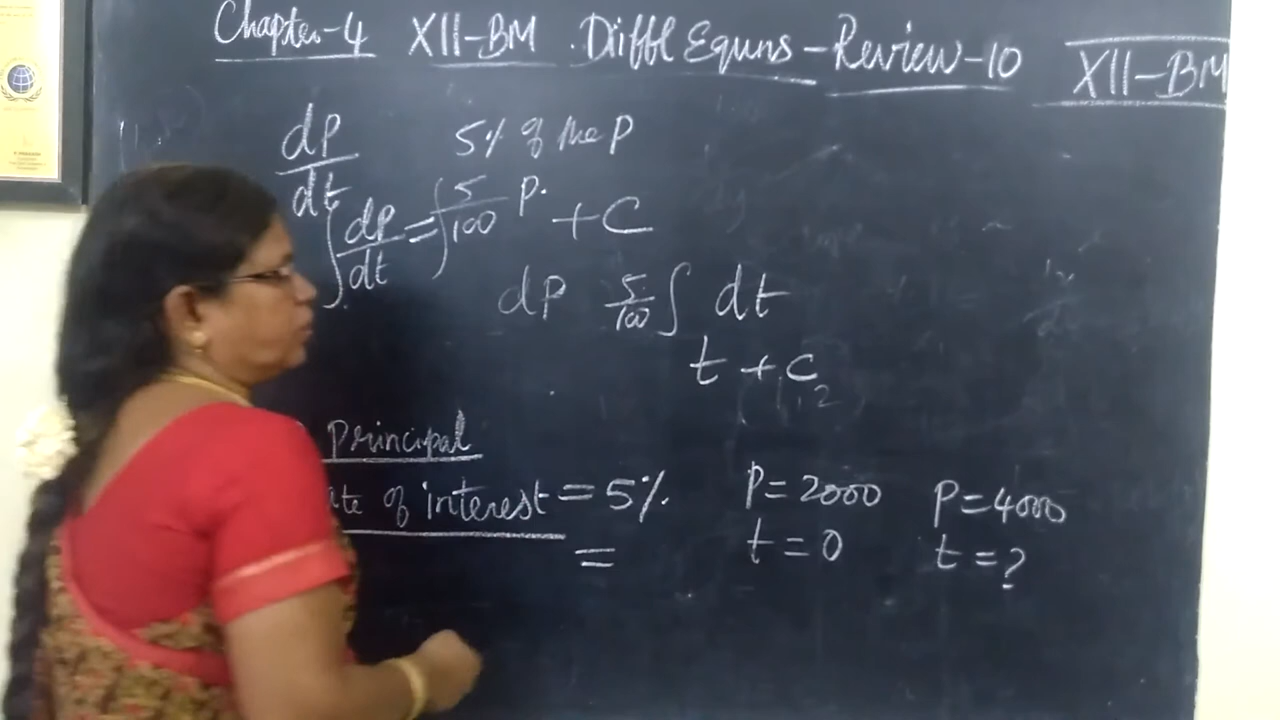 Chapter-4 XII-BM Diffl Equns-Review-10 XII-BM
dp/dt 5% of the P
∫dp/dt = ∫5/100 P. + C
dp 5/100 ∫ dt
t + C2
Principal
ate of interest = 5% P=2000 P=4000
= t=0 t=?